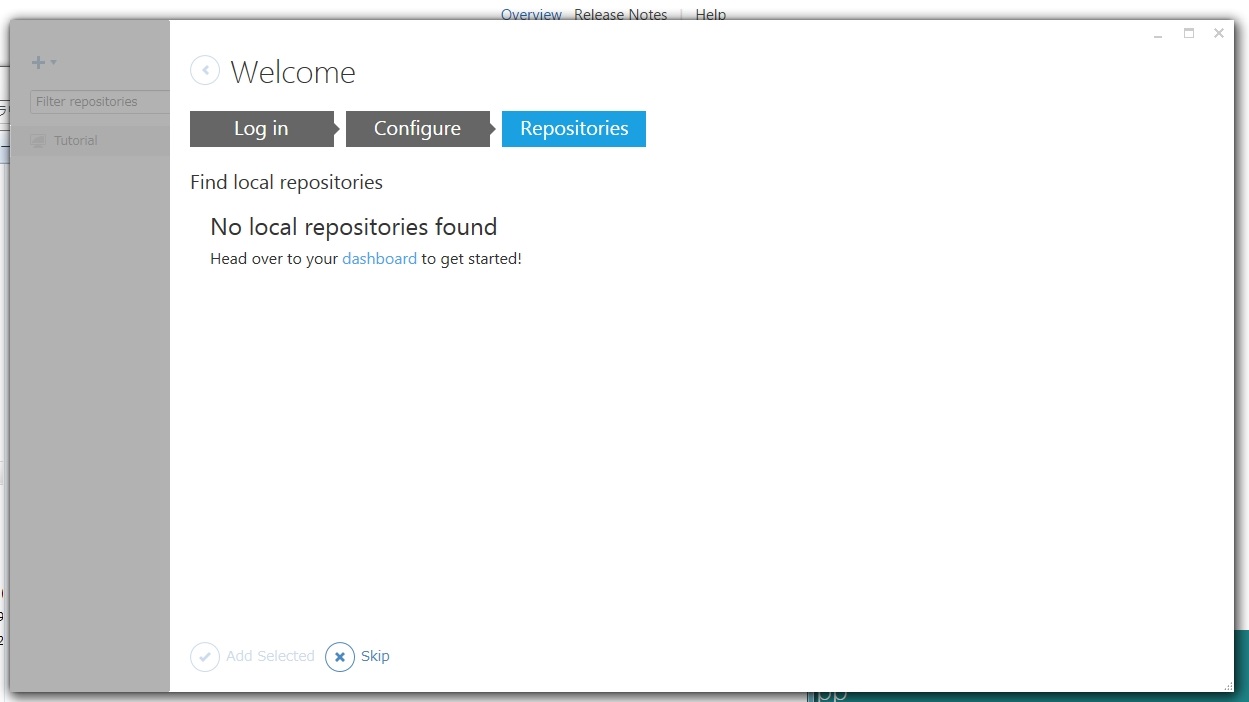 Overview Release Notes | Help
Welcome
Filter repositories
Tutorial
Log in
Configure
Repositories
Find local repositories
No local repositories found
Head over to your dashboard to get started!
Add Selected
Skip
pp